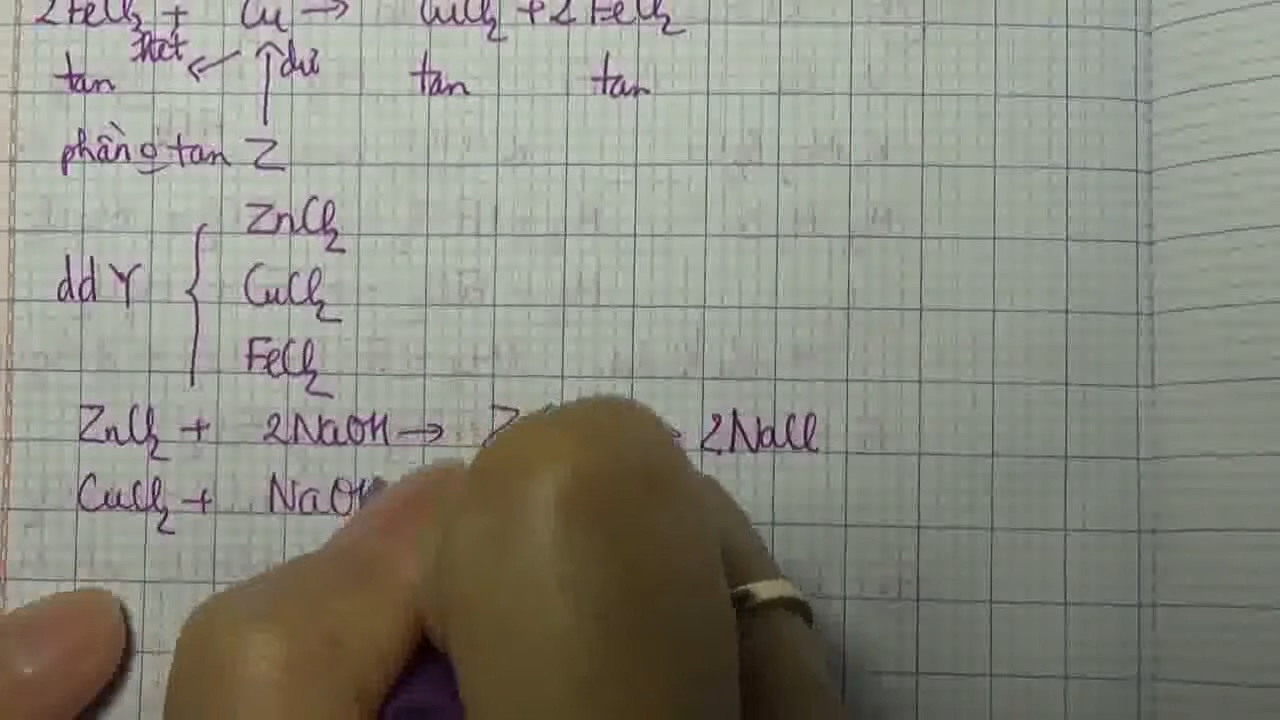 2FeCl₃ + Cu → CuCl₂ + 2FeCl₂
hết dư
tan tan tan
phần o tan Z
ZnCl₂
dd Y { CuCl₂
FeCl₂
ZnCl₂ + 2NaOH → 2NaCl
CuCl₂ + NaOH